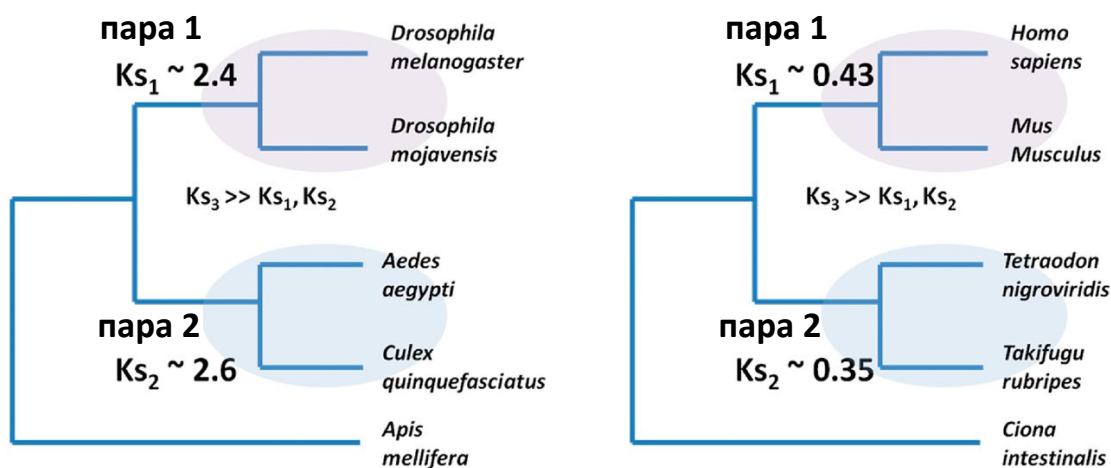 пара 1
Ks₁ ~ 2.4
Drosophila
melanogaster
Drosophila
mojavensis
Ks₃ >> Ks₁, Ks₂
Aedes
aegypti
пара 2
Ks₂ ~ 2.6
Culex
quinquefasciatus
Apis
mellifera
пара 1
Ks₁ ~ 0.43
Homo
sapiens
Mus
Musculus
Ks₃ >> Ks₁, Ks₂
Tetraodon
nigroviridis
пара 2
Ks₂ ~ 0.35
Takifugu
rubripes
Ciona
intestinalis